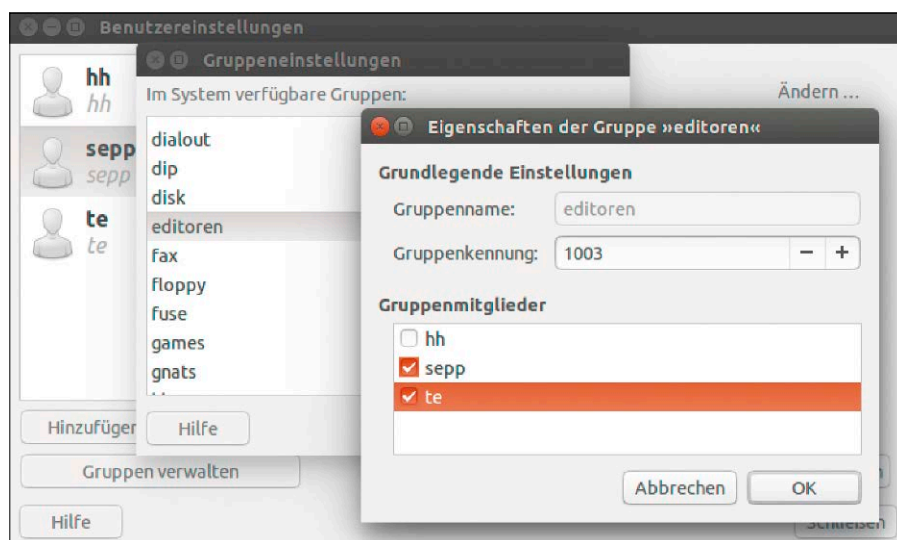 Benutzereinstellungen
hh
hh
sepp
sepp
te
te
Hinzufüger
Gruppen verwalten
Hilfe
Ändern ...
Schließen
Gruppeneinstellungen
Im System verfügbare Gruppen:
dialout
dip
disk
editoren
fax
floppy
fuse
games
gnats
Hilfe
Eigenschaften der Gruppe »editoren«
Grundlegende Einstellungen
Gruppenname: editoren
Gruppenkennung: 1003 − +
Gruppenmitglieder
hh
sepp
te
Abbrechen OK